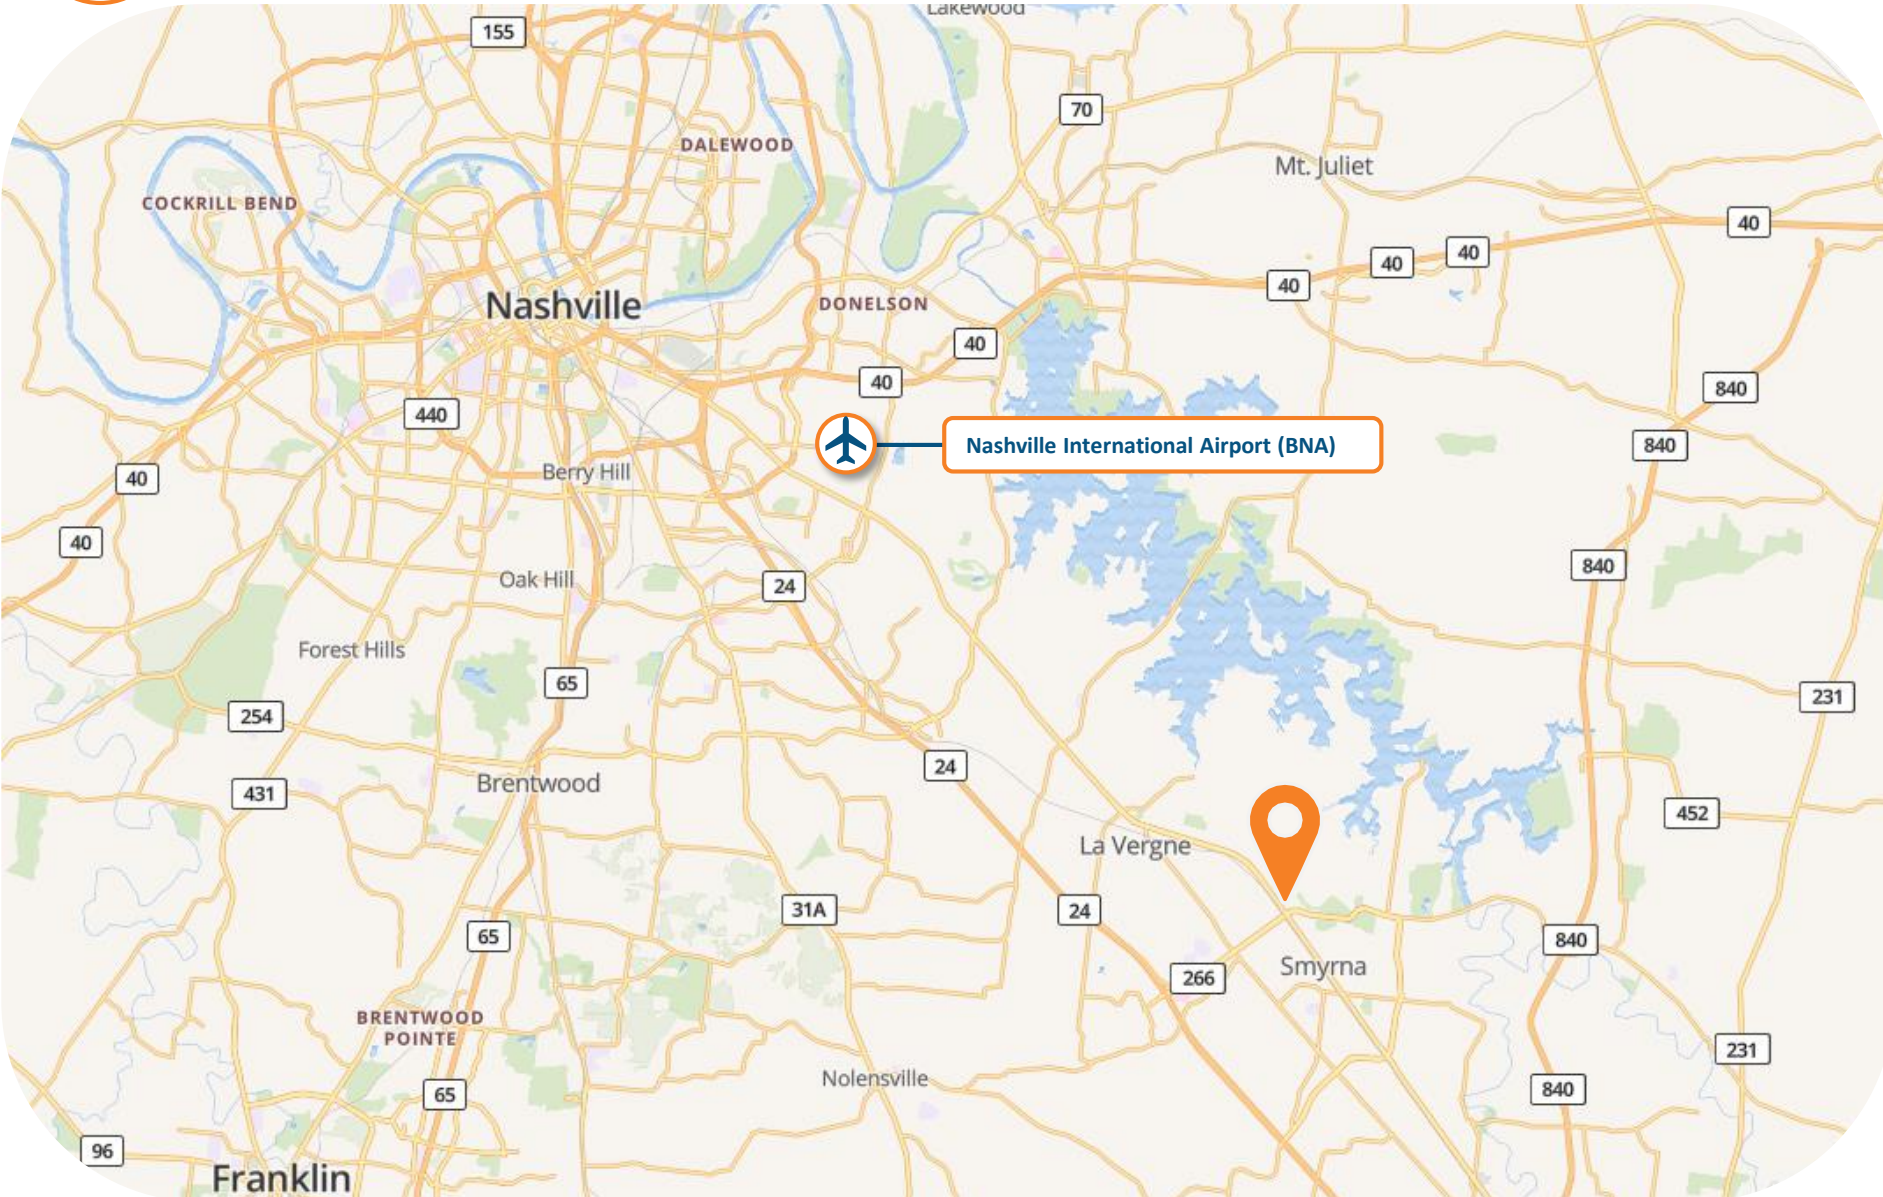 Lakewood
155
70
DALEWOOD
Mt. Juliet
COCKRILL BEND
40
40
40
40
Nashville
DONELSON
40
40
840
440
Nashville International Airport (BNA)
840
Berry Hill
40
40
840
Oak Hill
24
Forest Hills
65
231
254
24
Brentwood
431
452
La Vergne
31A
24
65
840
Smyrna
266
BRENTWOOD
POINTE
231
Nolensville
840
65
96
Franklin